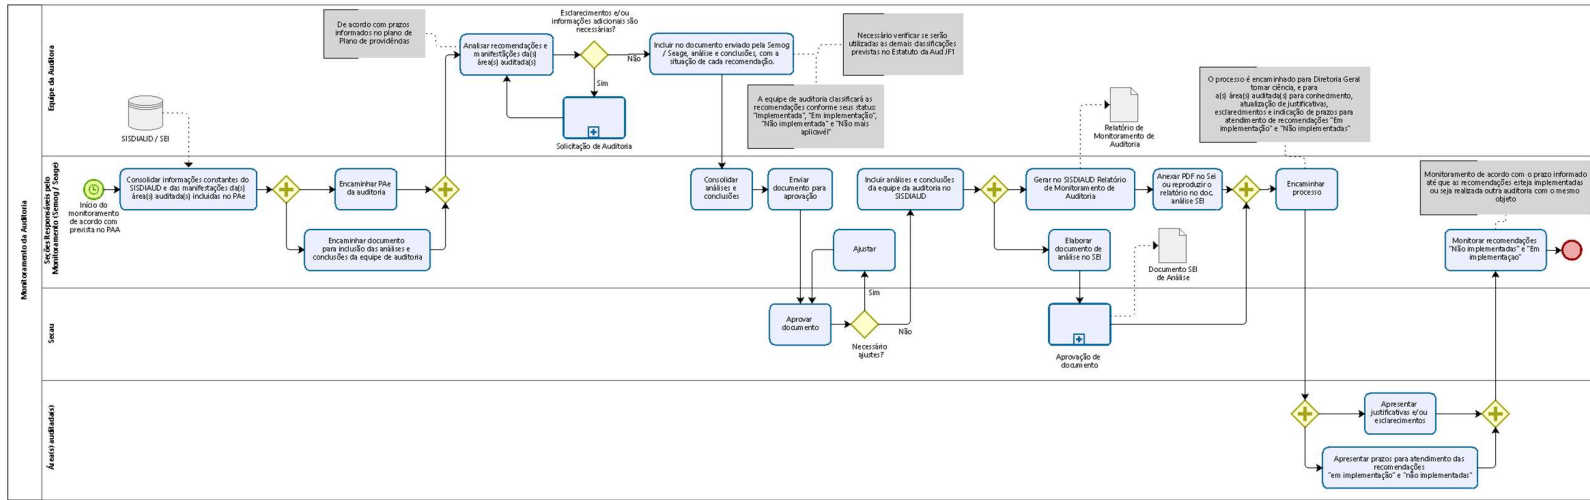 Monitoramento da Auditoria
Equipe da Auditora
De acordo com prazos
informados no plano de
Plano de providências
Analisar recomendações e
manifestações da(s)
área(s) auditada(s)
Esclarecimentos e/ou
informações adicionais são
necessárias?
Não
Sim
Solicitação de Auditoria
Incluir no documento enviado pela Semog
/ Seage, análise e conclusões, com a
situação de cada recomendação.
Necessário verificar se serão
utilizadas as demais classificações
previstas no Estatuto da Aud JF1
A equipe de auditoria classificará as
recomendações conforme seus status:
"Implementada", "Em implementação",
"Não implementada" e "Não mais
aplicável"
SISDIAUD / SEI
Relatório de
Monitoramento de
Auditoria
O processo é encaminhado para Diretoria Geral
tomar ciência, e para
a(s) área(s) auditada(s) para conhecimento,
atualização de justificativas,
esclarecimentos e indicação de prazos para
atendimento de recomendações "Em
implementação" e "Não implementadas"
Seções Responsáveis pelo
Monitoramento (Semog / Seage)
Início do
monitoramento
de acordo com
prevista no PAA
Consolidar informações constantes do
SISDIAUD e das manifestações da(s)
área(s) auditada(s) incluidas no PAe
Encaminhar PAe
da auditoria
Encaminhar documento
para inclusão das análises e
conclusões da equipe de auditoria
Consolidar
análises e
conclusões
Enviar
documento para
aprovação
Ajustar
Incluir análises e conclusões
da equipe da auditoria no
SISDIAUD
Gerar no SISDIAUD Relatório
de Monitoramento de
Auditoria
Anexar PDF no Sei
ou reproduzir o
relatório no doc.
análise SEI
Encaminhar
processo
Elaborar
documento de
análise no SEI
Documento SEI
de Análise
Monitoramento de acordo com o prazo informado
até que as recomendações esteja implementadas
ou seja realizada outra auditoria com o mesmo
objeto
Monitorar recomendações
"Não implementadas" e "Em
implementaçao"
Secau
Aprovar
documento
Sim
Não
Necessário
ajustes?
Aprovação de
documento
Área(s) auditada(s)
Apresentar
justificativas e/ou
esclarecimentos
Apresentar prazos para atendimento das
recomendações
"em implementação" e "não implementadas"